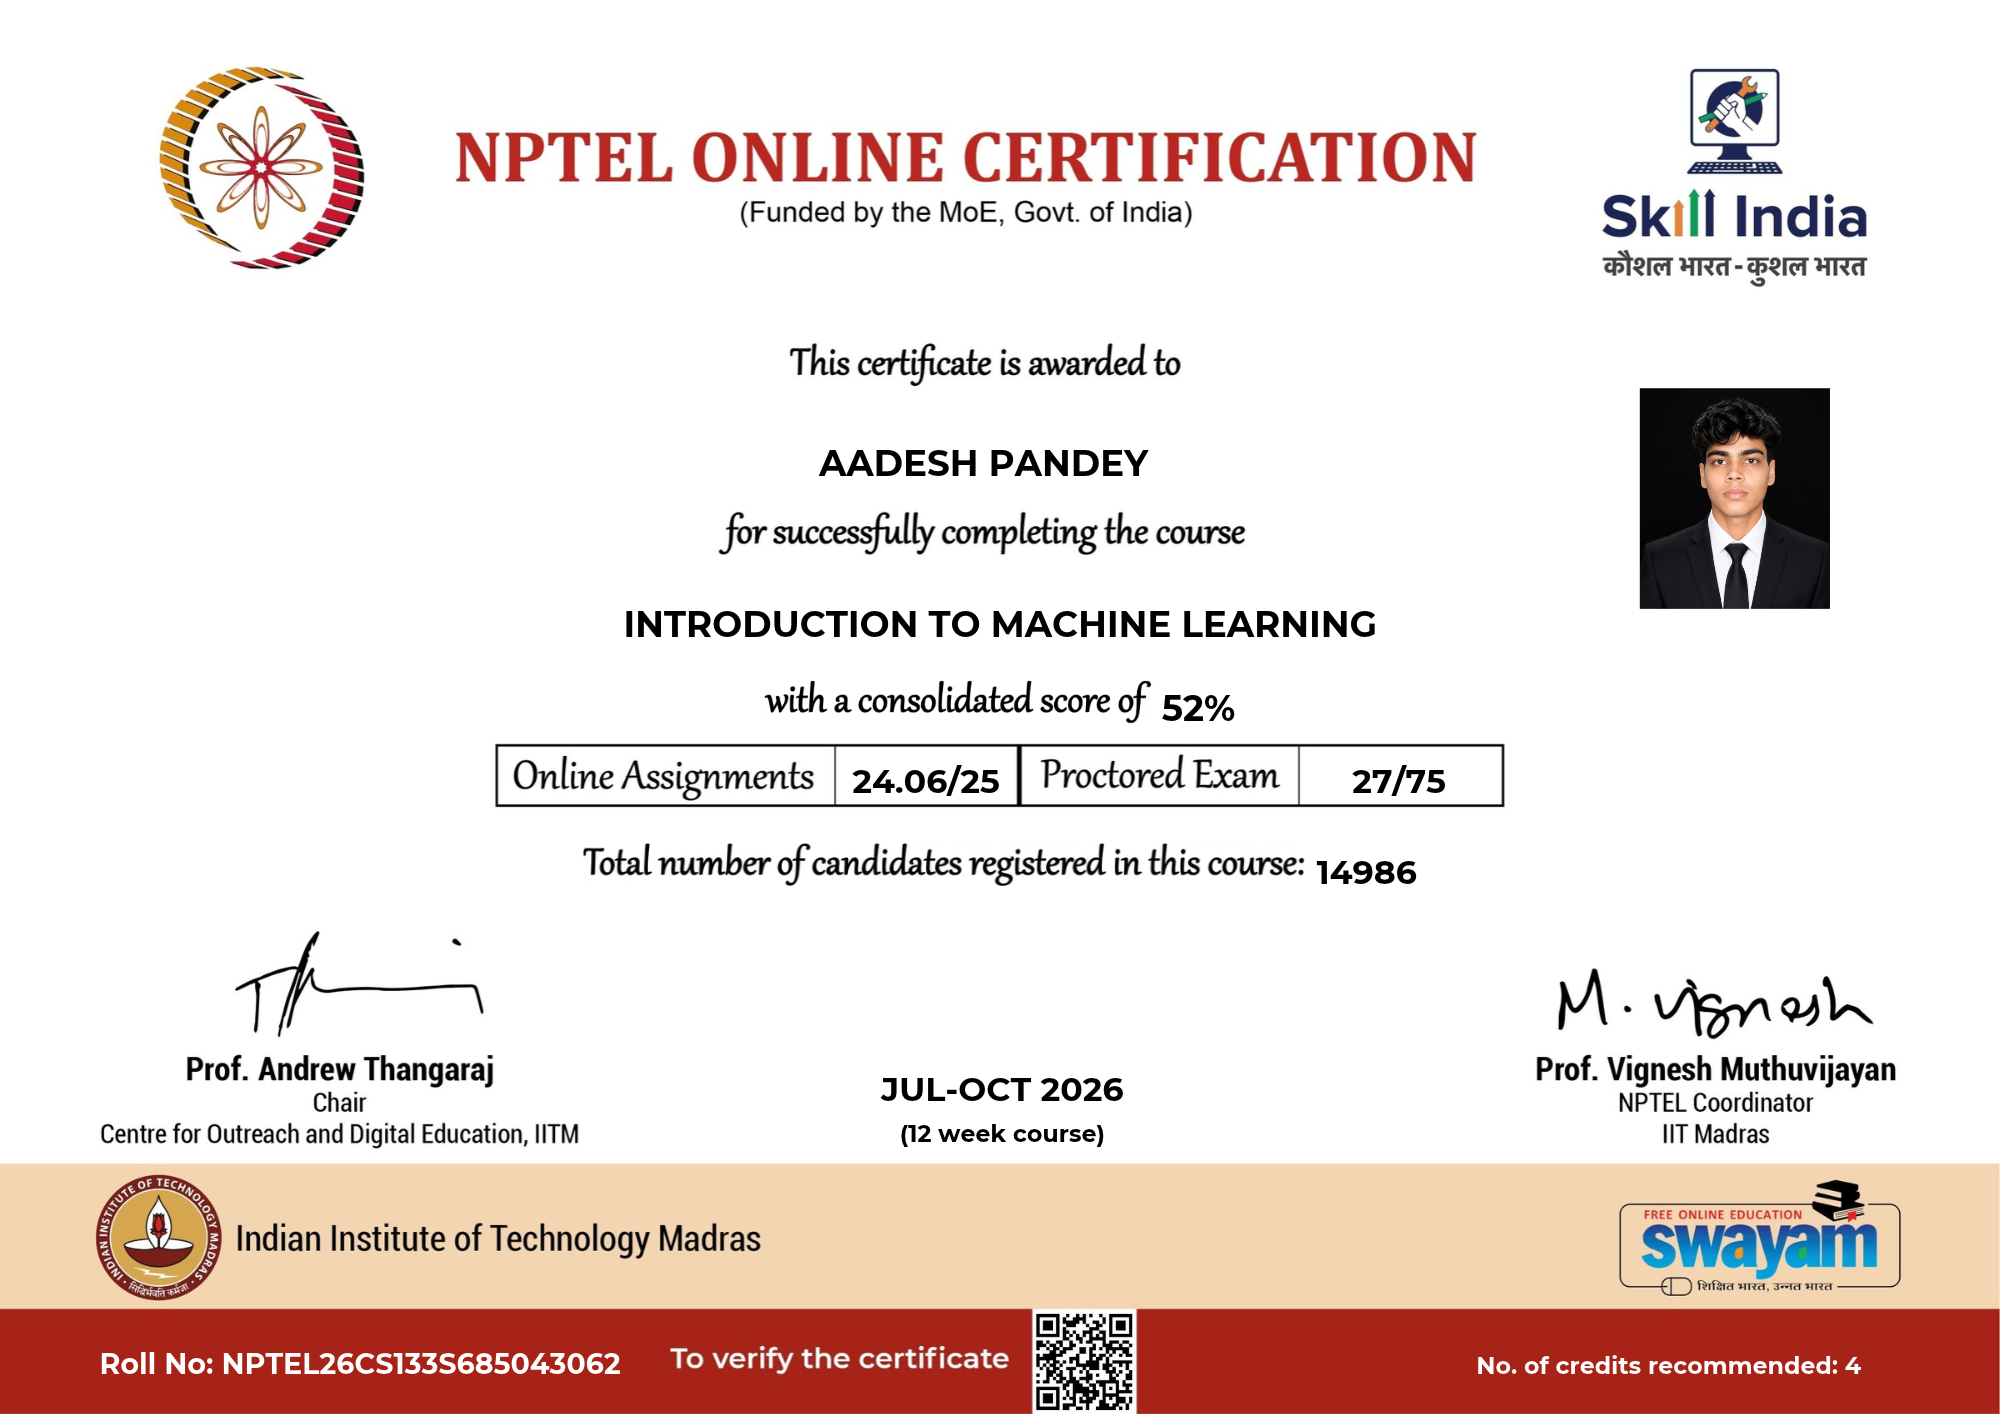 NPTEL ONLINE CERTIFICATION
(Funded by the MoE, Govt. of India)
Skill India
कौशल भारत - कुशल भारत
This certificate is awarded to
AADESH PANDEY
for successfully completing the course
INTRODUCTION TO MACHINE LEARNING
with a consolidated score of 52%
Online Assignments 24.06/25 Proctored Exam 27/75
Total number of candidates registered in this course: 14986
M. Vignesh
Prof. Andrew Thangaraj
Chair
Centre for Outreach and Digital Education, IITM
JUL-OCT 2026
(12 week course)
Prof. Vignesh Muthuvijayan
NPTEL Coordinator
IIT Madras
INDIAN INSTITUTE OF TECHNOLOGY MADRAS
सिद्धिर्भवति कर्मजा
Indian Institute of Technology Madras
FREE ONLINE EDUCATION
swayam
शिक्षित भारत, उन्नत भारत
Roll No: NPTEL26CS133S685043062
To verify the certificate
No. of credits recommended: 4